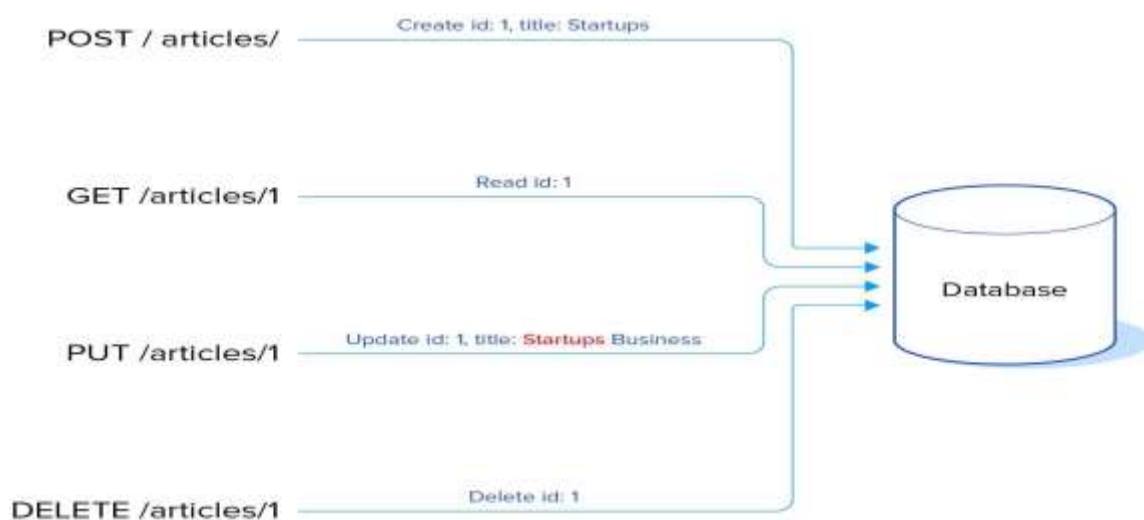 Create id: 1, title: Startups
POST / articles/
Read id: 1
GET /articles/1
Database
Update id: 1, title: Startups Business
PUT /articles/1
Delete id: 1
DELETE /articles/1